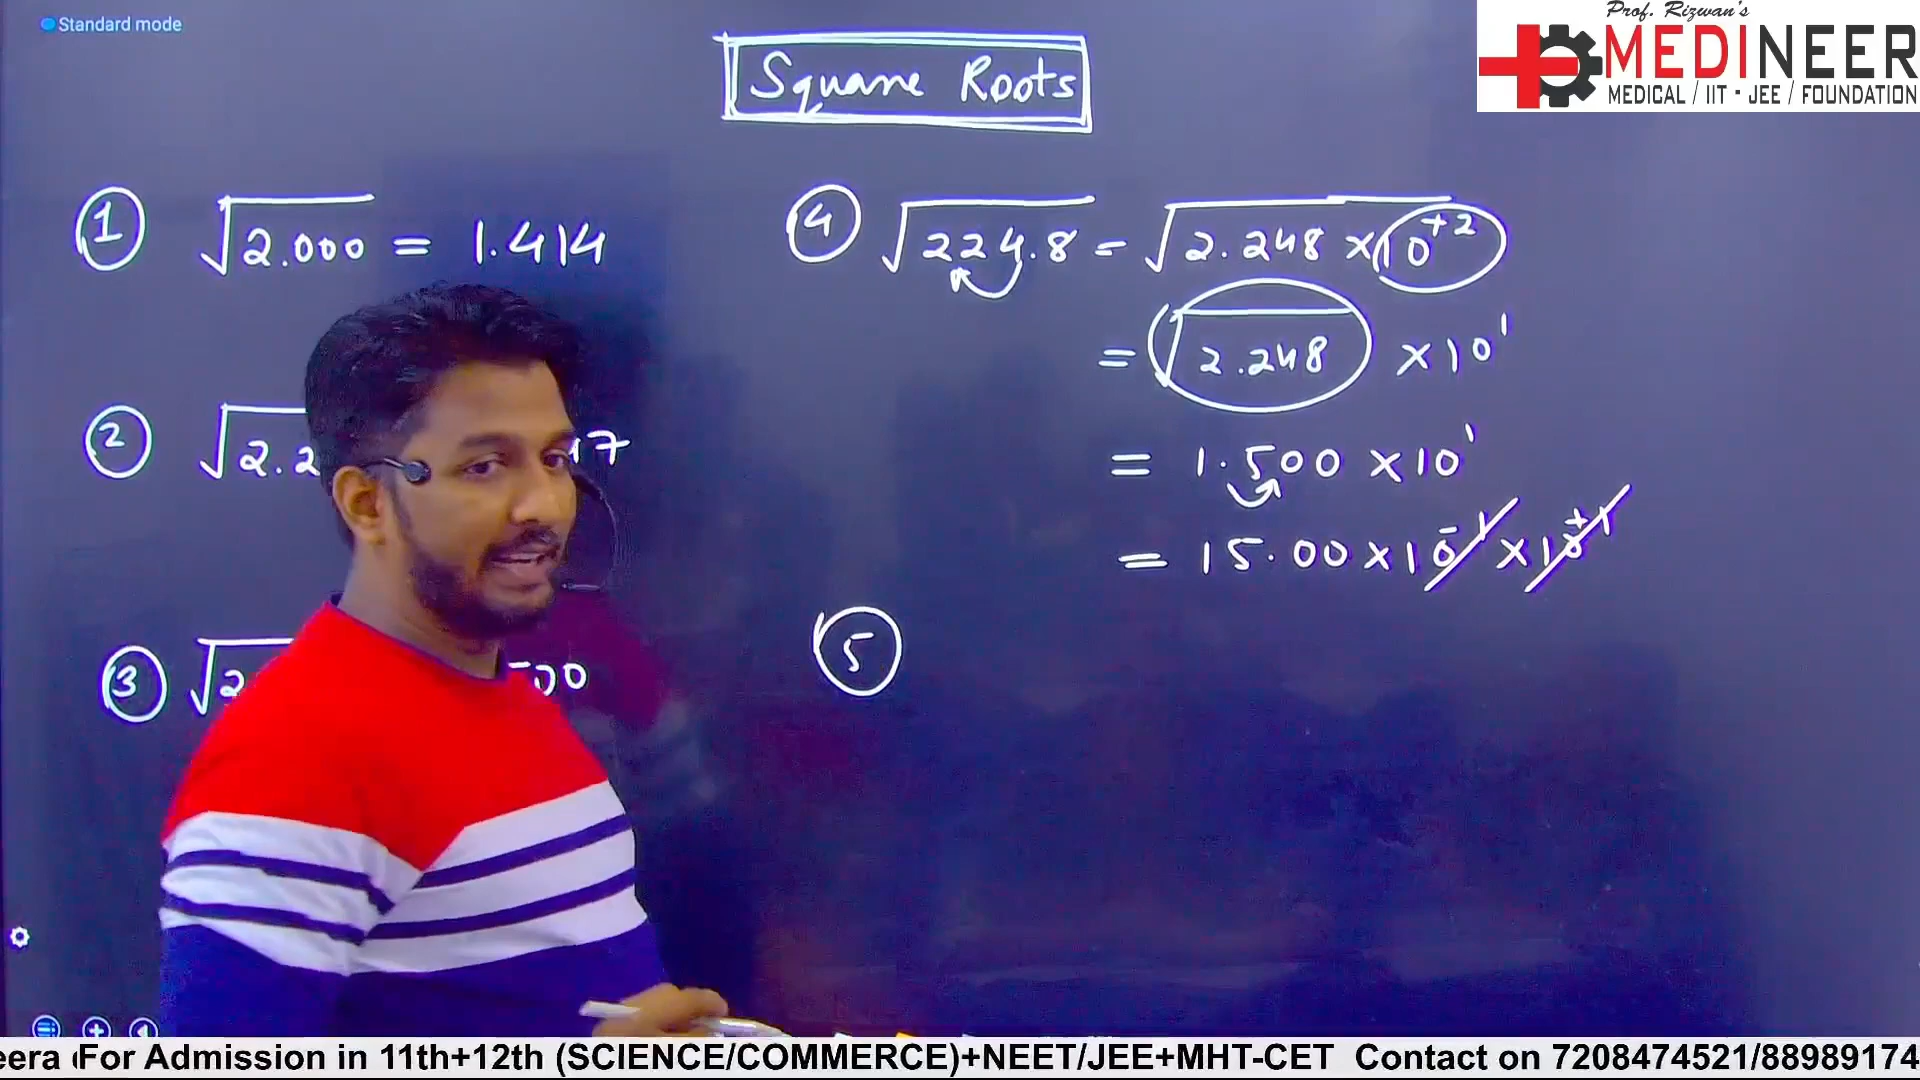 Standard mode
Prof. Rizwan's
MEDINEER
MEDICAL / IIT - JEE / FOUNDATION
Square Roots
① √2.000 = 1.414
② √2.2
③ √2
④ √224.8 = √2.248 × 10⁺²
= √2.248 × 10¹
= 1.500 × 10¹
= 15.00 × 10⁻¹ × 10⁺¹
⑤
For Admission in 11th+12th (SCIENCE/COMMERCE)+NEET/JEE+MHT-CET Contact on 7208474521/88989174